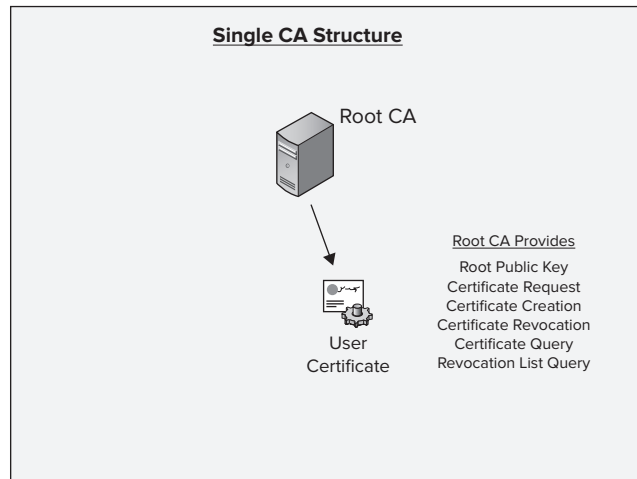 Single CA Structure
Root CA
User
Certificate
Root CA Provides
Root Public Key
Certificate Request
Certificate Creation
Certificate Revocation
Certificate Query
Revocation List Query